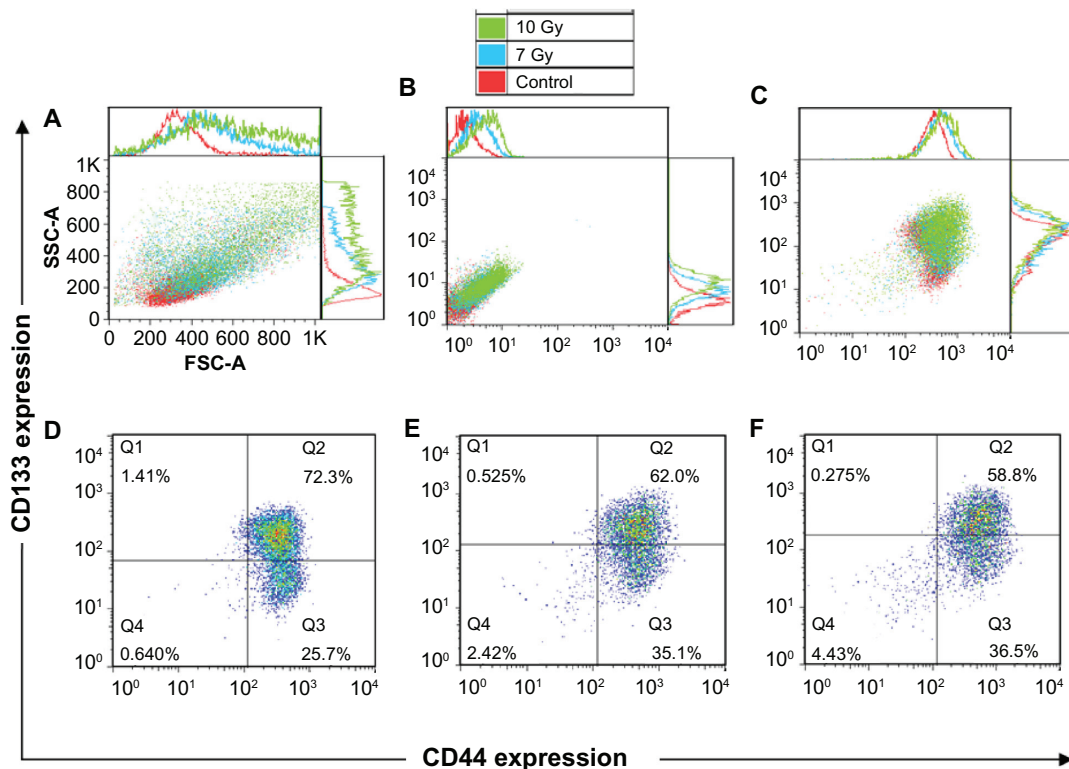 10 Gy
7 Gy
Control
A
B
C
1K
800
600
400
200
0
SSC-A
0 200 400 600 800 1K
FSC-A
10⁴
10³
10²
10¹
10⁰
10⁰ 10¹ 10² 10³ 10⁴
10⁴
10³
10²
10¹
10⁰
10⁰ 10¹ 10² 10³ 10⁴
CD133 expression
D
Q1 Q2
1.41% 72.3%
Q4 Q3
0.640% 25.7%
10⁴
10³
10²
10¹
10⁰
10⁰ 10¹ 10² 10³ 10⁴
E
Q1 Q2
0.525% 62.0%
Q4 Q3
2.42% 35.1%
10⁴
10³
10²
10¹
10⁰
10⁰ 10¹ 10² 10³ 10⁴
F
Q1 Q2
0.275% 58.8%
Q4 Q3
4.43% 36.5%
10⁴
10³
10²
10¹
10⁰
10⁰ 10¹ 10² 10³ 10⁴
CD44 expression